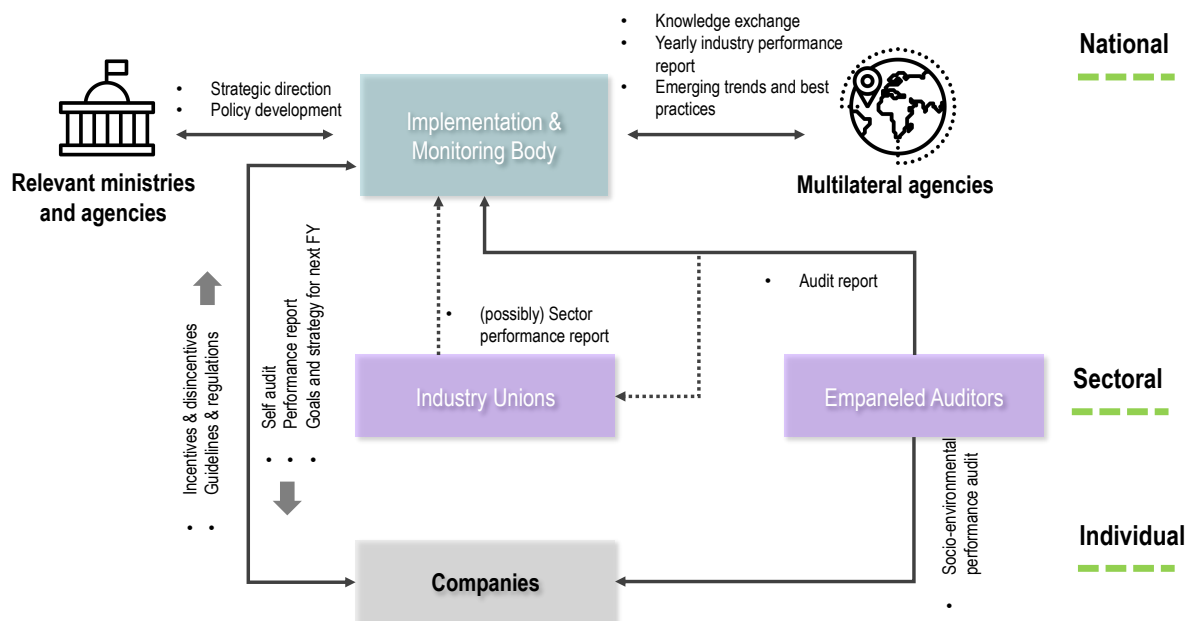 • Knowledge exchange
• Yearly industry performance
report
• Emerging trends and best
practices
National
• Strategic direction
• Policy development
Implementation &
Monitoring Body
Relevant ministries
and agencies
Multilateral agencies
• Incentives & disincentives
• Guidelines & regulations
• Self audit
• Performance report
• Goals and strategy for next FY
• (possibly) Sector
performance report
• Audit report
Industry Unions
Empaneled Auditors
Sectoral
• Socio-environmental
performance audit
Companies
Individual